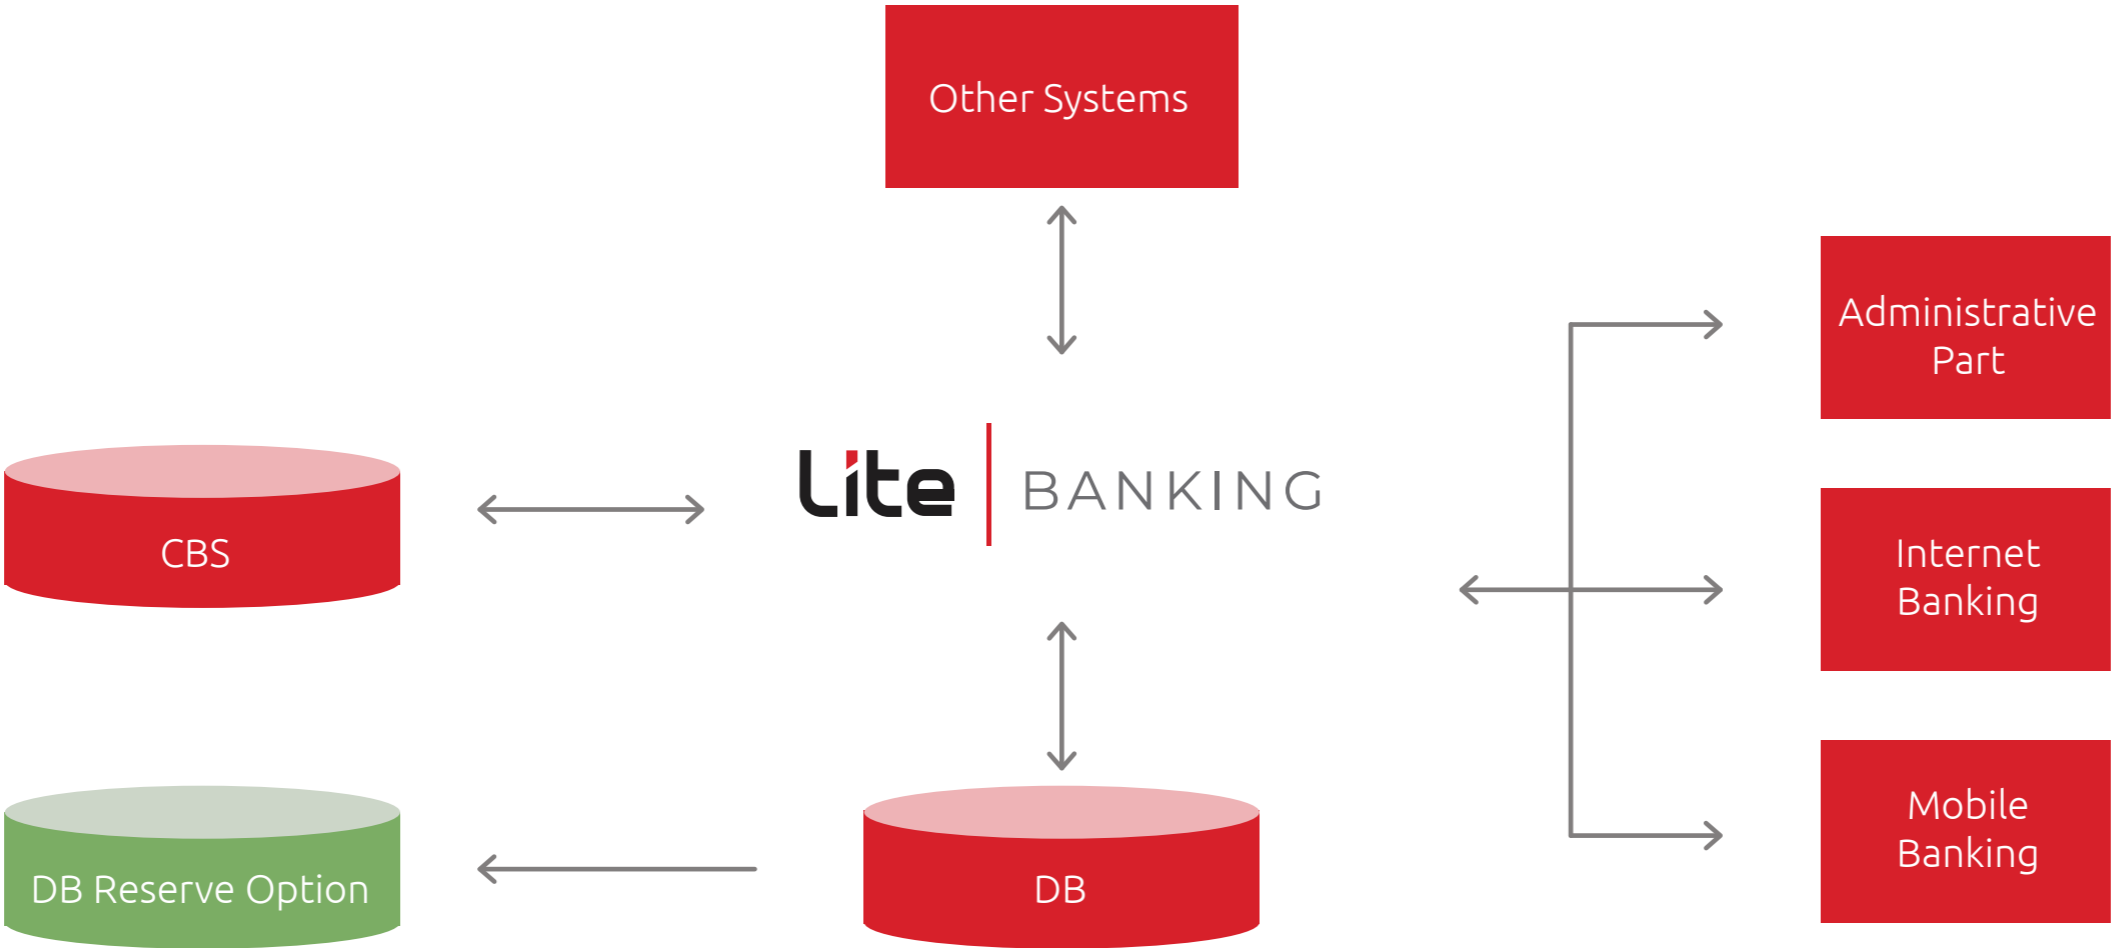 Other Systems
Administrative
Part
Lite BANKING
CBS
Internet
Banking
Mobile
Banking
DB Reserve Option
DB